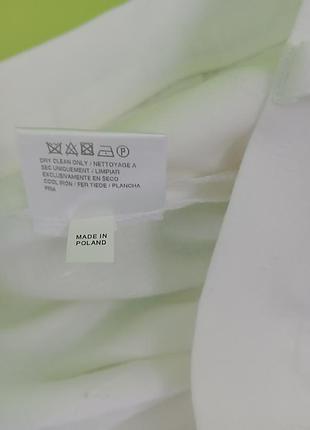 DRY CLEAN ONLY / NETTOYAGE A
SEC UNIQUEMENT / LIMPIAR
EXCLUSIVAMENTE EN SECO
COOL IRON / FER TIEDE / PLANCHA
FRIA
MADE IN
POLAND